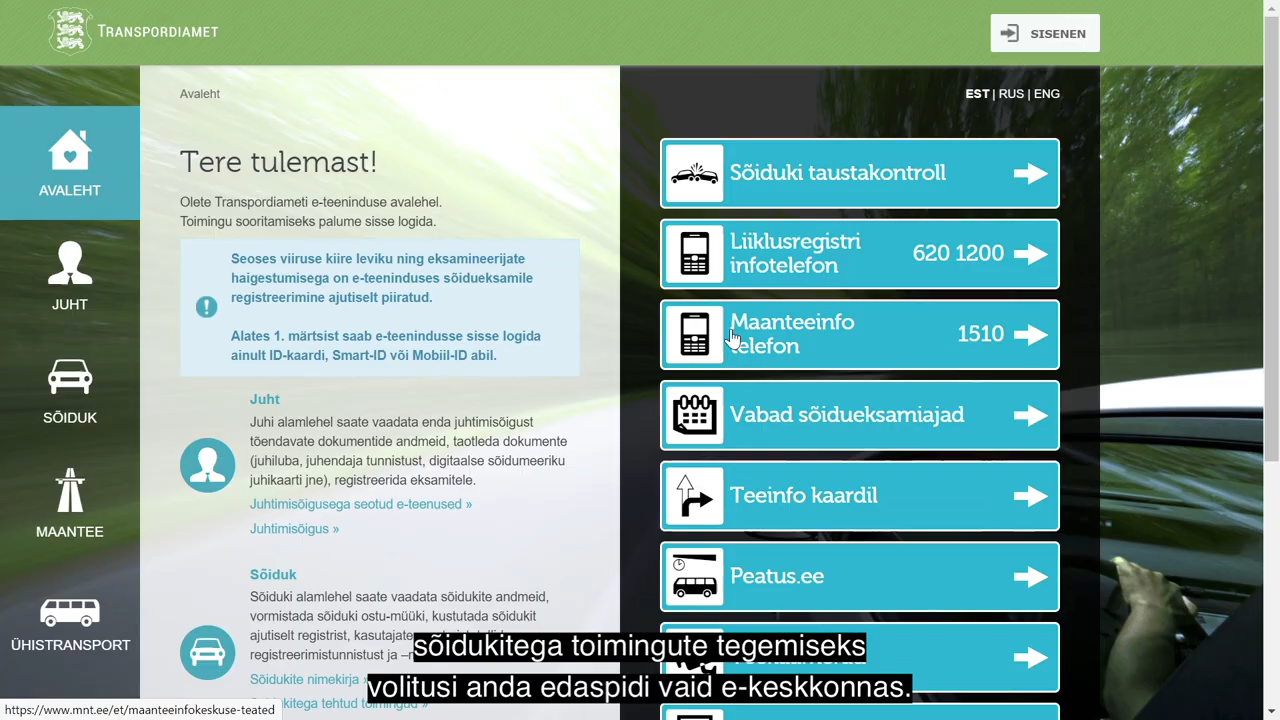 TRANSPORDIAMET
SISENEN
AVALEHT
JUHT
SÕIDUK
MAANTEE
ÜHISTRANSPORT
Avaleht
Tere tulemast!
Olete Transpordiameti e-teeninduse avalehel.
Toimingu sooritamiseks palume sisse logida.
Seoses viiruse kiire leviku ning eksamineerijate
haigestumisega on e-teeninduses sõidueksamile
registreerimine ajutiselt piiratud.
Alates 1. märtsist saab e-teenindusse sisse logida
ainult ID-kaardi, Smart-ID või Mobiil-ID abil.
Juht
Juhi alamlehel saate vaadata enda juhtimisõigust
tõendavate dokumentide andmeid, taotleda dokumente
(juhiluba, juhendaja tunnistust, digitaalse sõidumeeriku
juhikaarti jne), registreerida eksamitele.
Juhtimisõigusega seotud e-teenused »
Juhtimisõigus »
Sõiduk
Sõiduki alamlehel saate vaadata sõidukite andmeid,
vormistada sõiduki ostu-müüki, kustutada sõidukit
ajutiselt registrist,
registreerimistunnistust ja
Sõidukite nimekirja »
tehtud toimingud »
EST | RUS | ENG
Sõiduki taustakontroll
Liiklusregistri infotelefon 620 1200
Maanteeinfo telefon 1510
Vabad sõidueksamiajad
Teeinfo kaardil
Peatus.ee
sõidukitega toimingute tegemiseks
volitusi anda edaspidi vaid e-keskkonnas.
https://www.mnt.ee/et/maanteeinfokeskuse-teated